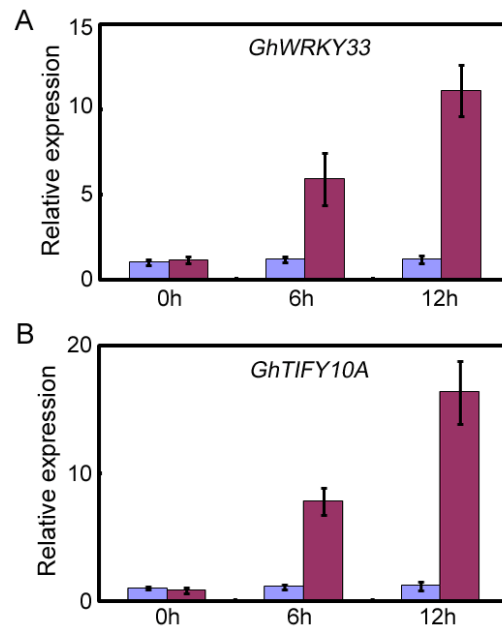 A
GhWRKY33
Relative expression
15
10
5
0
0h 6h 12h
B
GhTIFY10A
Relative expression
20
10
0
0h 6h 12h